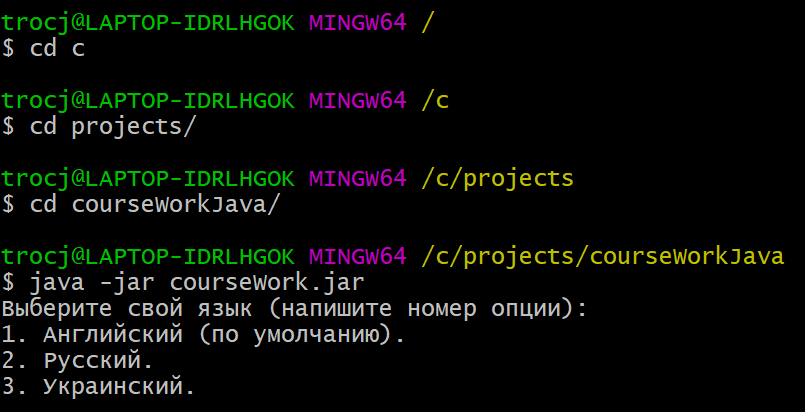 trocj@LAPTOP-IDRLHGOK MINGW64 /
$ cd c
trocj@LAPTOP-IDRLHGOK MINGW64 /c
$ cd projects/
trocj@LAPTOP-IDRLHGOK MINGW64 /c/projects
$ cd courseWorkJava/
trocj@LAPTOP-IDRLHGOK MINGW64 /c/projects/courseWorkJava
$ java -jar courseWork.jar
Выберите свой язык (напишите номер опции):
1. Английский (по умолчанию).
2. Русский.
3. Украинский.